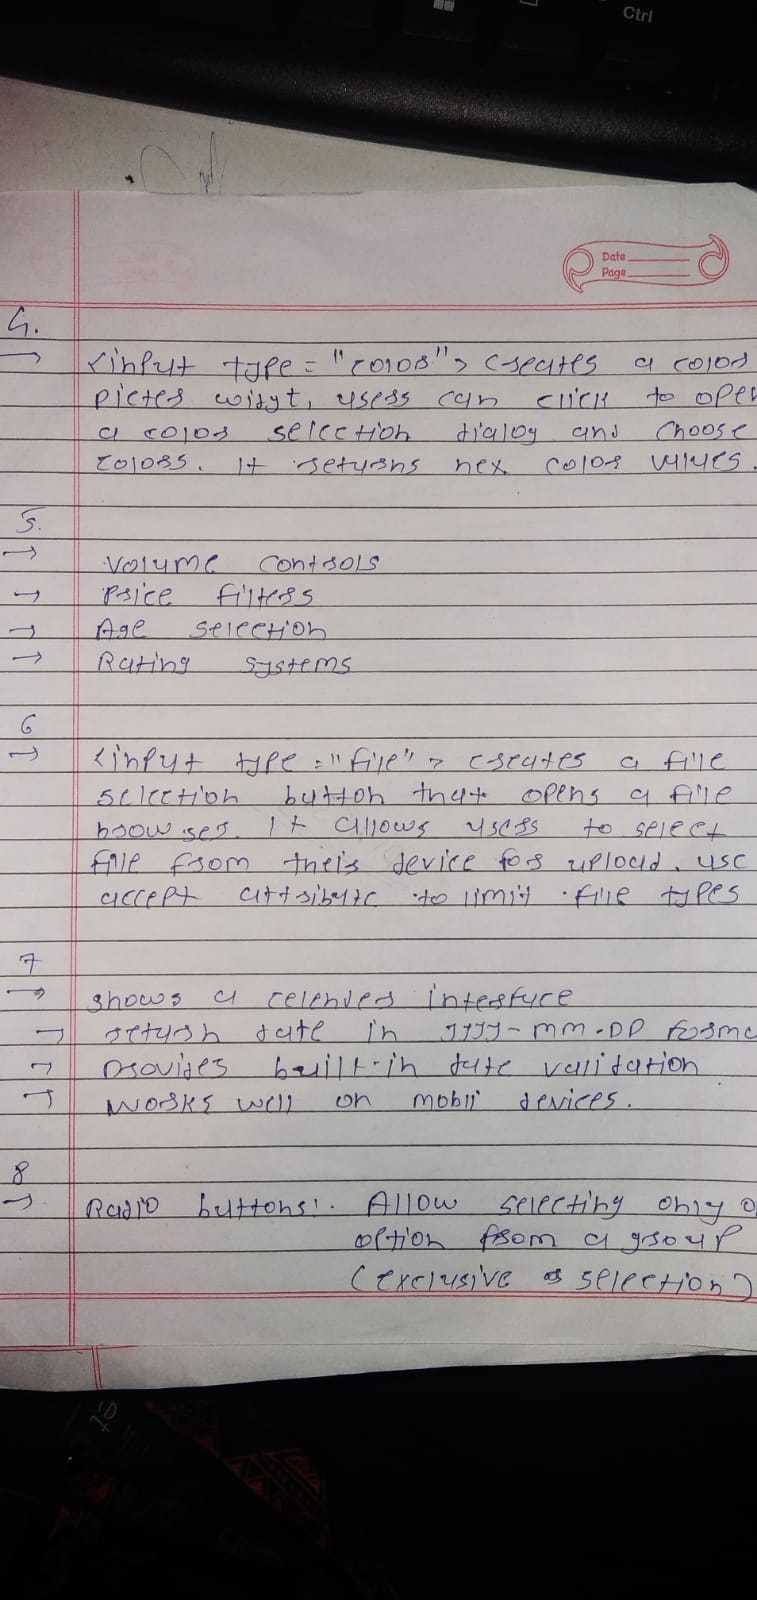 Ctrl
Date
Page
4.
→ <input type = "color"> creates a color
picter widgt, users can click to open
a color selection dialog and choose
colors. It returns hex color values.
5.
→ Volume controls
→ Price filters
→ Age selection
→ Rating systems
6
→ <input type = "file"> creates a file
selection button that opens a file
browser. It allows users to select
file from their device for upload. use
accept attribute to limit file types
7
→ shows a celender interface
→ return date in YYYY-MM-DD forma
→ provides built-in date validation
→ works well on mobil devices.
8
→ Radio buttons: Allow selecting only o
option from a group
(exclusive selection)